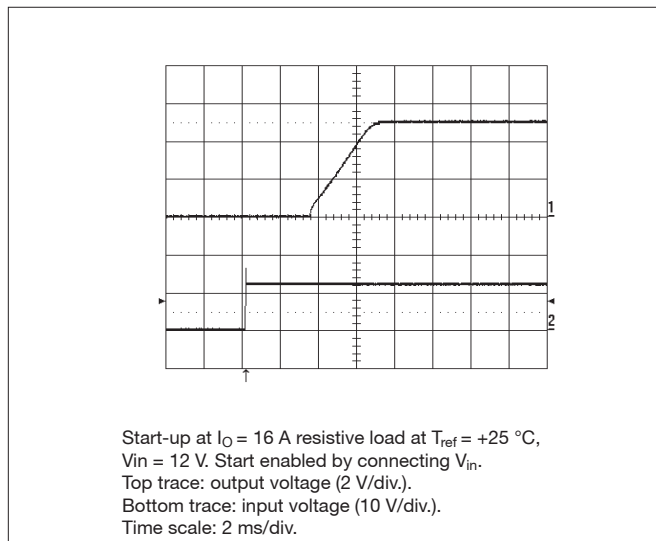 1
2
Start-up at IO = 16 A resistive load at Tref = +25 °C,
Vin = 12 V. Start enabled by connecting Vin.
Top trace: output voltage (2 V/div.).
Bottom trace: input voltage (10 V/div.).
Time scale: 2 ms/div.